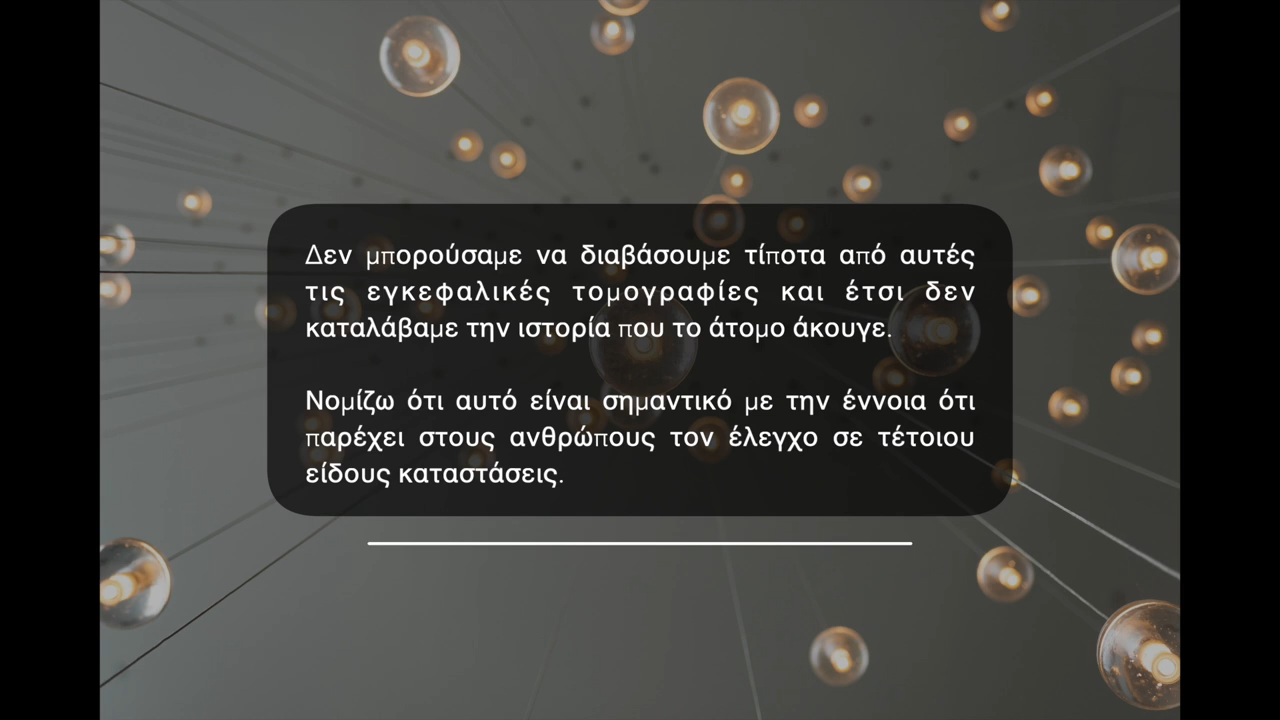 Δεν μπορούσαμε να διαβάσουμε τίποτα από αυτές
τις εγκεφαλικές τομογραφίες και έτσι δεν
καταλάβαμε την ιστορία που το άτομο άκουγε.
Νομίζω ότι αυτό είναι σημαντικό με την έννοια ότι
παρέχει στους ανθρώπους τον έλεγχο σε τέτοιου
είδους καταστάσεις.